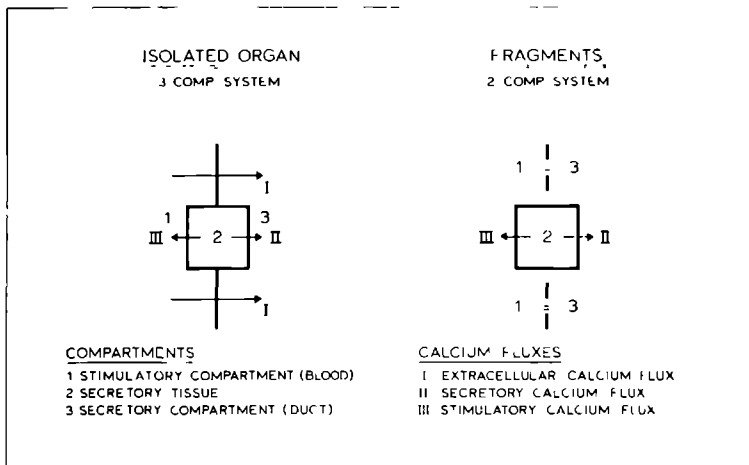 ISOLATED ORGAN
3 COMP SYSTEM
I
1 3
III 2 II
I
COMPARTMENTS
1 STIMULATORY COMPARTMENT (BLOOD)
2 SECRETORY TISSUE
3 SECRETORY COMPARTMENT (DUCT)
FRAGMENTS
2 COMP SYSTEM
1 - 3
III 2 II
1 = 3
CALCIUM FLUXES
I EXTRACELLULAR CALCIUM FLUX
II SECRETORY CALCIUM FLUX
III STIMULATORY CALCIUM FLUX